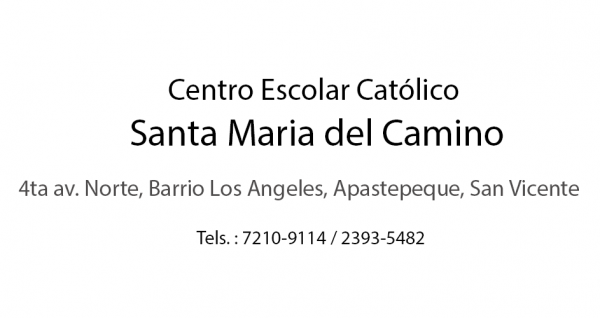 Centro Escolar Católico
Santa Maria del Camino
4ta av. Norte, Barrio Los Angeles, Apastepeque, San Vicente
Tels. : 7210-9114 / 2393-5482